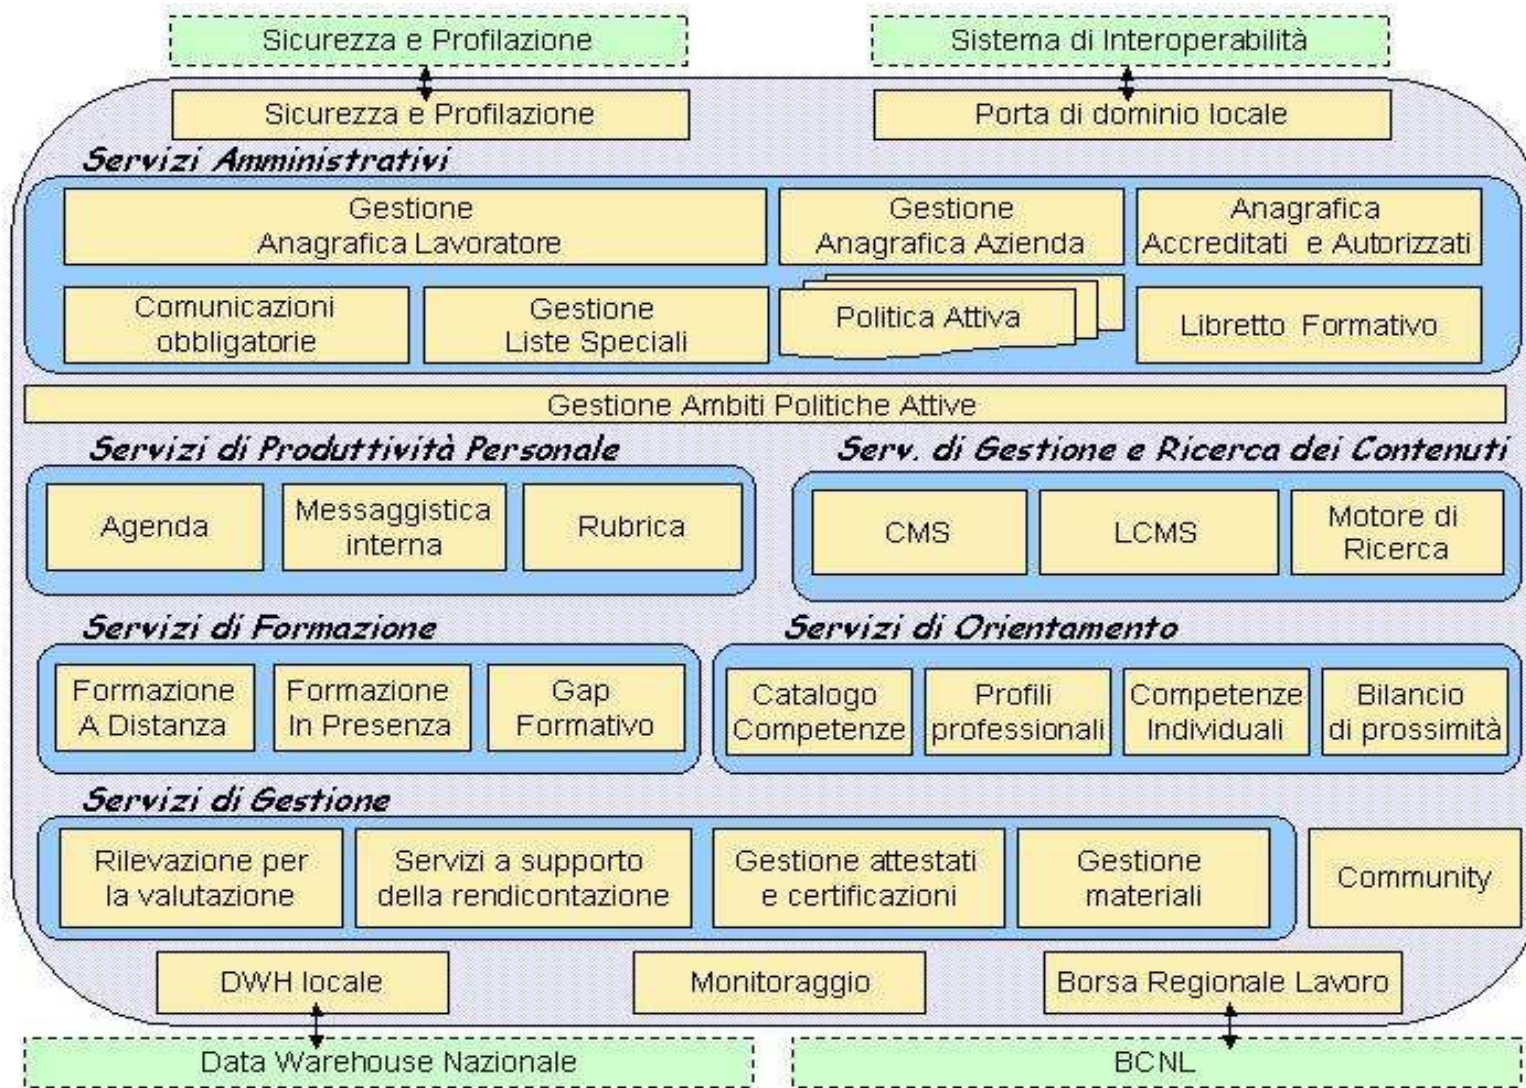 Sicurezza e Profilazione
Sistema di Interoperabilità
Sicurezza e Profilazione
Porta di dominio locale
Servizi Amministrativi
Gestione
Anagrafica Lavoratore
Gestione
Anagrafica Azienda
Anagrafica
Accreditati e Autorizzati
Comunicazioni
obbligatorie
Gestione
Liste Speciali
Politica Attiva
Libretto Formativo
Gestione Ambiti Politiche Attive
Servizi di Produttività Personale
Serv. di Gestione e Ricerca dei Contenuti
Agenda
Messaggistica
interna
Rubrica
CMS
LCMS
Motore di
Ricerca
Servizi di Formazione
Servizi di Orientamento
Formazione
A Distanza
Formazione
In Presenza
Gap
Formativo
Catalogo
Competenze
Profili
professionali
Competenze
Individuali
Bilancio
di prossimità
Servizi di Gestione
Rilevazione per
la valutazione
Servizi a supporto
della rendicontazione
Gestione attestati
e certificazioni
Gestione
materiali
Community
DWH locale
Monitoraggio
Borsa Regionale Lavoro
Data Warehouse Nazionale
BCNL